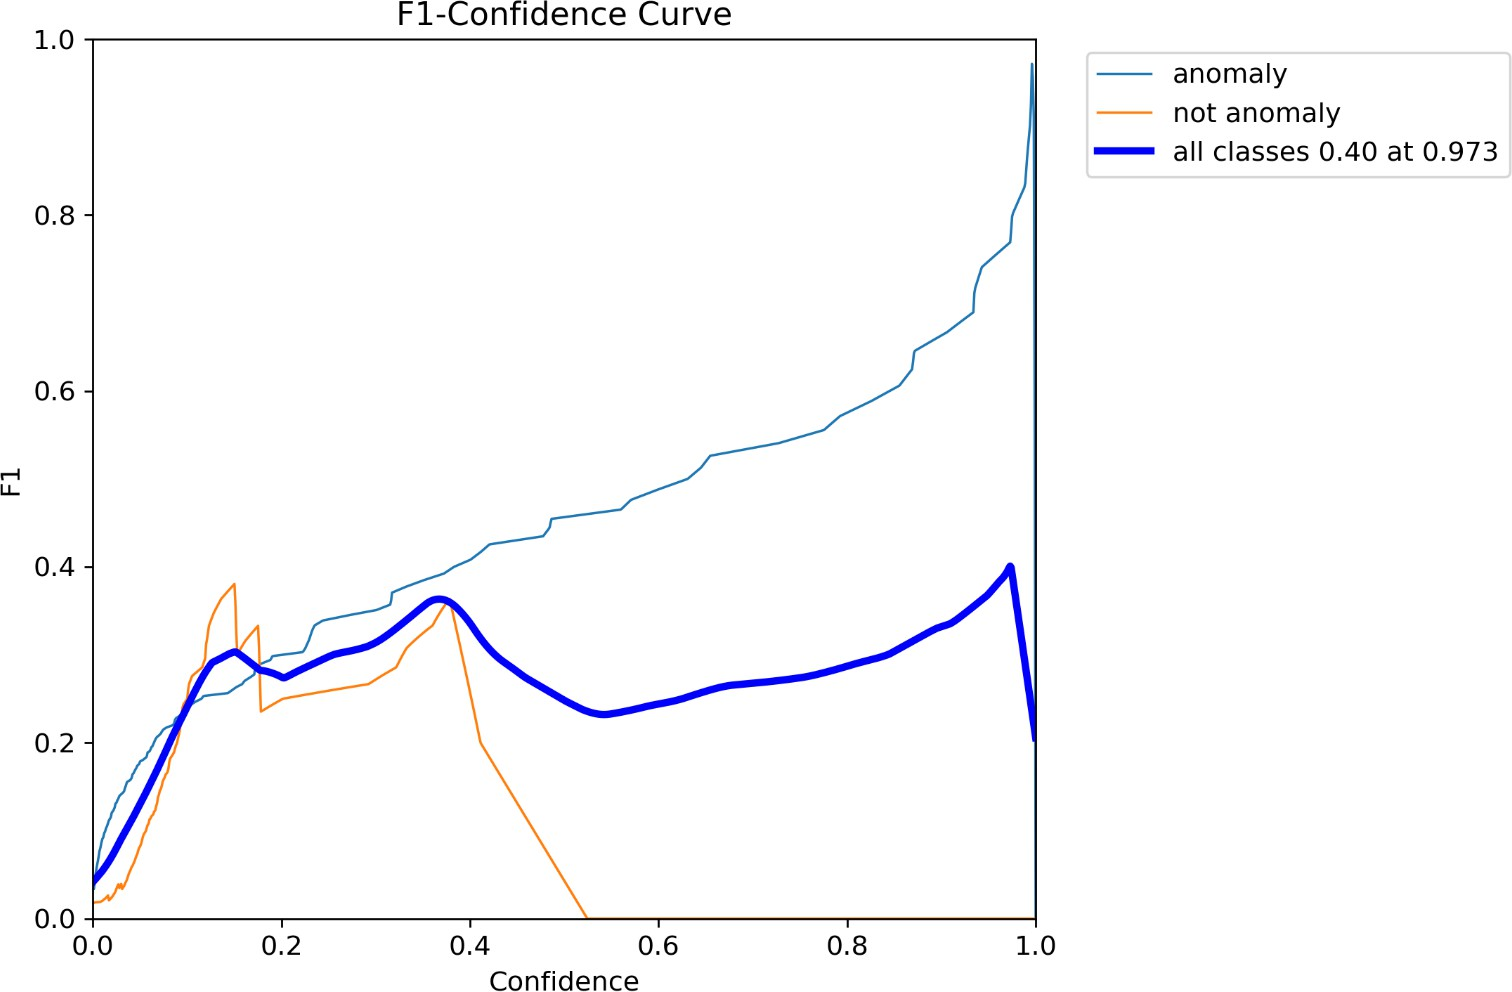 F1-Confidence Curve
1.0
0.8
0.6
0.4
0.2
0.0
F1
0.0 0.2 0.4 0.6 0.8 1.0
Confidence
anomaly
not anomaly
all classes 0.40 at 0.973